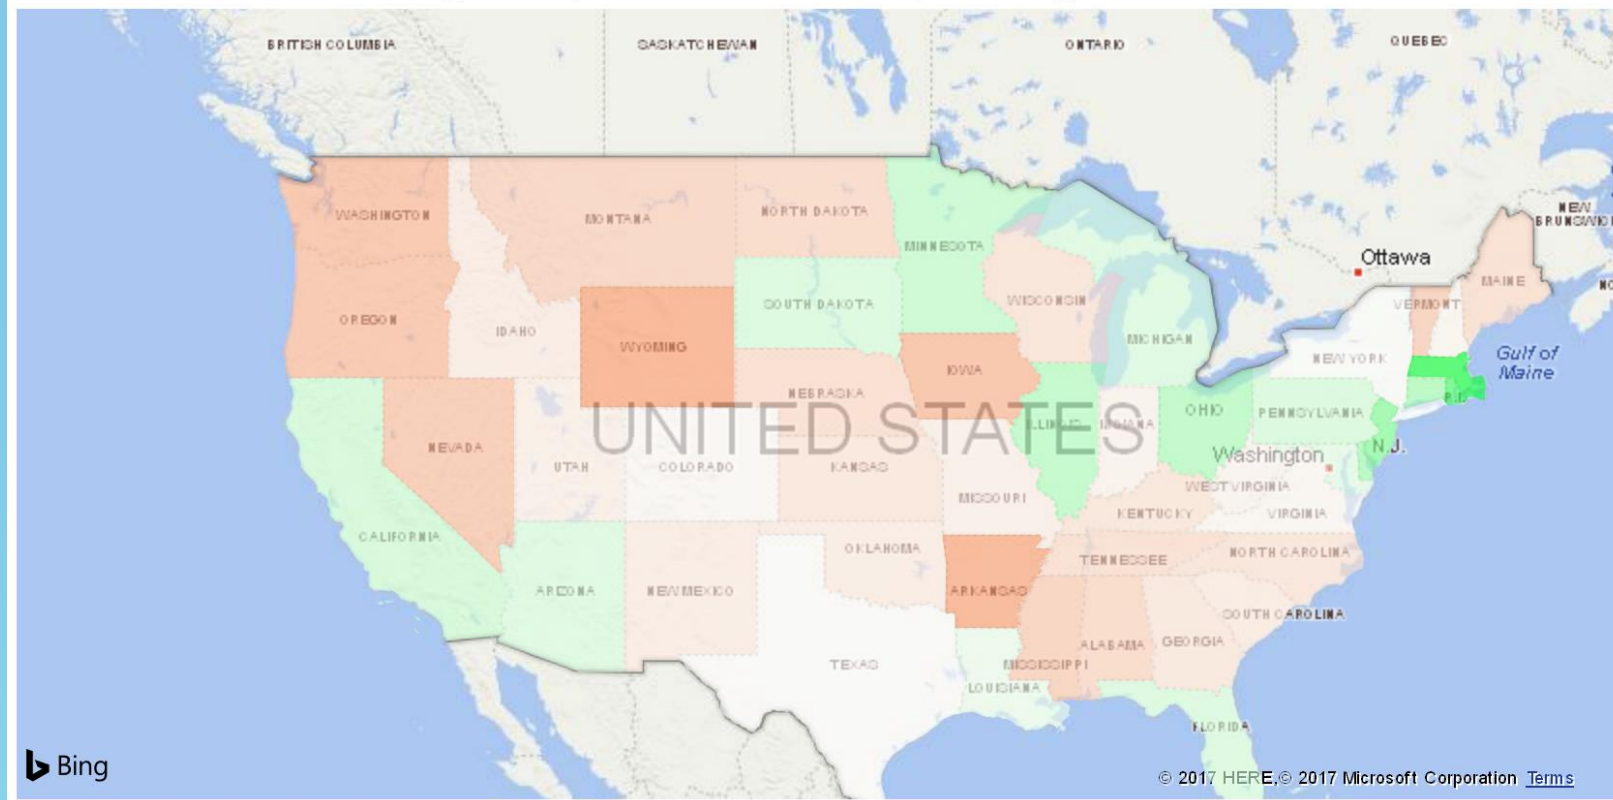 BRITISH COLUMBIA
SASKATCHEWAN
ONTARIO
QUEBEC
NEW
BRUNSWIC
WASHINGTON
MONTANA
NORTH DAKOTA
MINNESOTA
Ottawa
MAINE
NO
OREGON
IDAHO
WYOMING
SOUTH DAKOTA
WISCONSIN
MICHIGAN
VERMONT
NEW YORK
Gulf of
Maine
IOWA
NEBRASKA
R.I.
UNITED STATES
ILLINOIS
INDIANA
OHIO
PENNSYLVANIA
NEVADA
UTAH
COLORADO
KANSAS
Washington
N.J.
MISSOURI
WEST VIRGINIA
KENTUCKY
VIRGINIA
CALIFORNIA
OKLAHOMA
TENNESSEE
NORTH CAROLINA
ARIZONA
NEW MEXICO
ARKANSAS
SOUTH CAROLINA
ALABAMA
GEORGIA
TEXAS
MISSISSIPPI
LOUISIANA
FLORIDA
Bing
© 2017 HERE,© 2017 Microsoft Corporation Terms